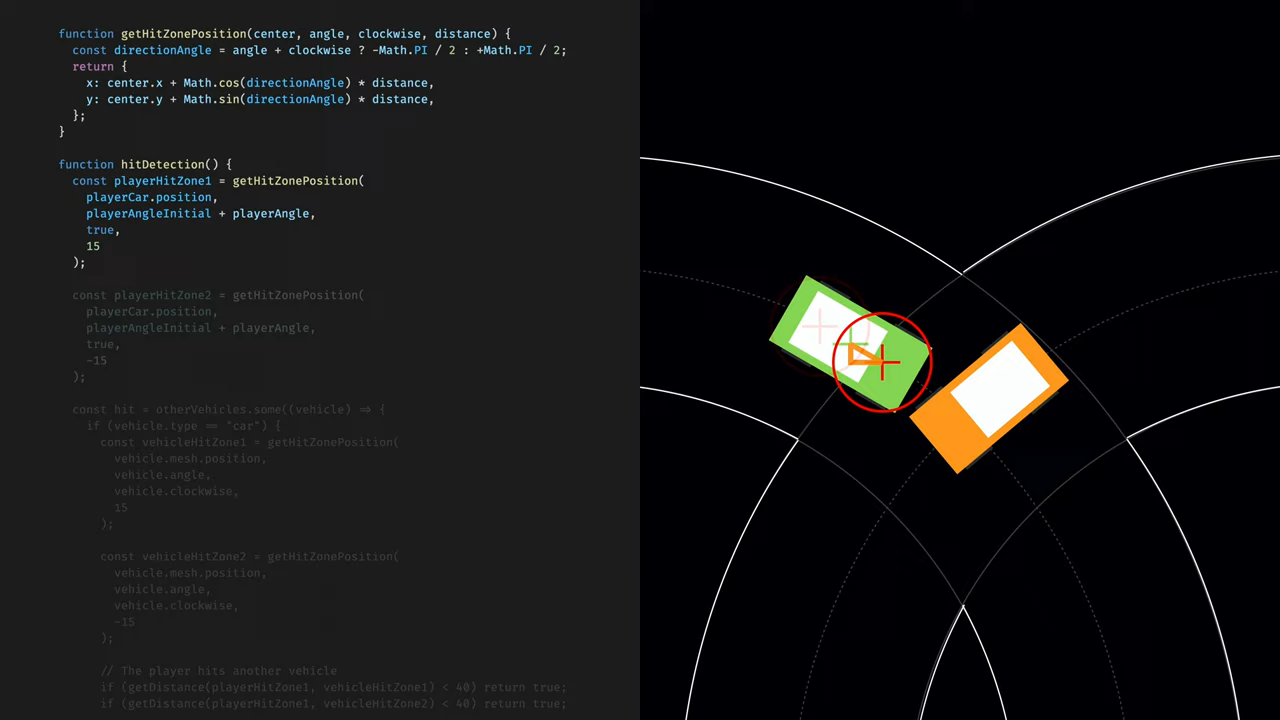 function getHitZonePosition(center, angle, clockwise, distance) {
const directionAngle = angle + clockwise ? -Math.PI / 2 : +Math.PI / 2;
return {
x: center.x + Math.cos(directionAngle) * distance,
y: center.y + Math.sin(directionAngle) * distance,
};
}
function hitDetection() {
const playerHitZone1 = getHitZonePosition(
playerCar.position,
playerAngleInitial + playerAngle,
true,
15
);
const playerHitZone2 = getHitZonePosition(
playerCar.position,
playerAngleInitial + playerAngle,
true,
-15
);
const hit = otherVehicles.some((vehicle) => {
if (vehicle.type == "car") {
const vehicleHitZone1 = getHitZonePosition(
vehicle.mesh.position,
vehicle.angle,
vehicle.clockwise,
15
);
const vehicleHitZone2 = getHitZonePosition(
vehicle.mesh.position,
vehicle.angle,
vehicle.clockwise,
-15
);
// The player hits another vehicle
if (getDistance(playerHitZone1, vehicleHitZone1) < 40) return true;
if (getDistance(playerHitZone1, vehicleHitZone2) < 40) return true;